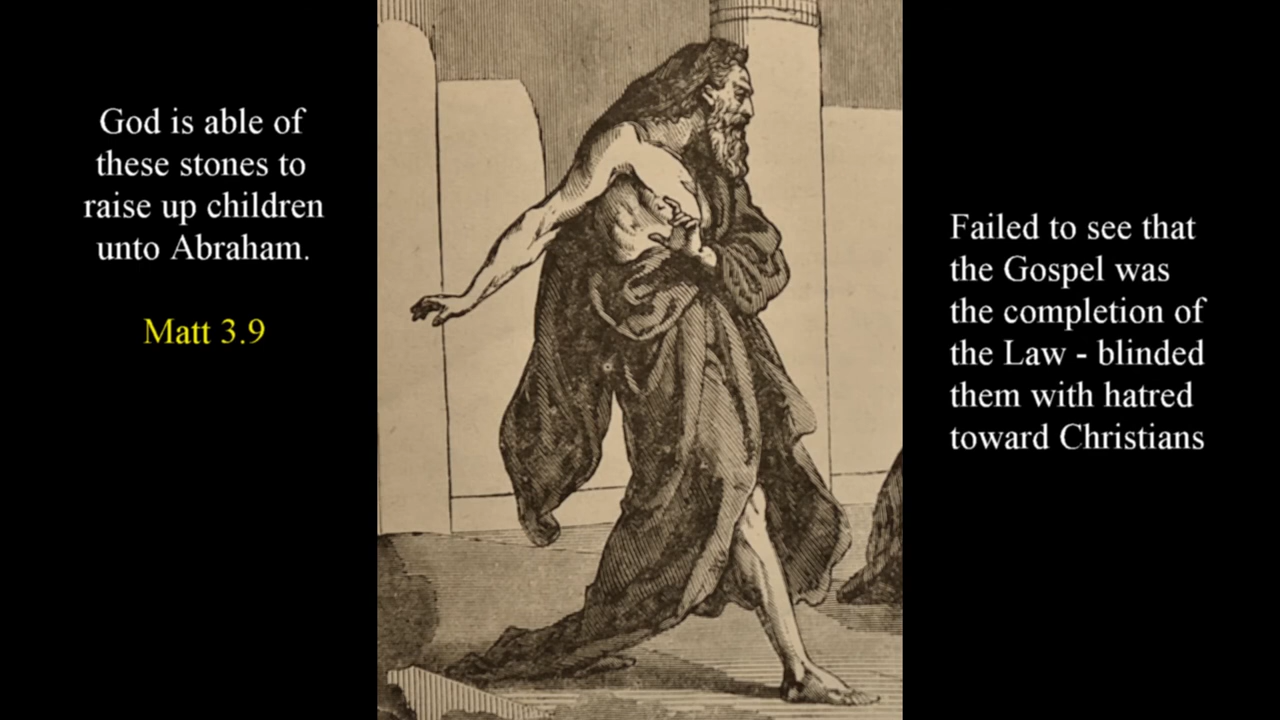 God is able of
these stones to
raise up children
unto Abraham.
Matt 3.9
Failed to see that
the Gospel was
the completion of
the Law - blinded
them with hatred
toward Christians